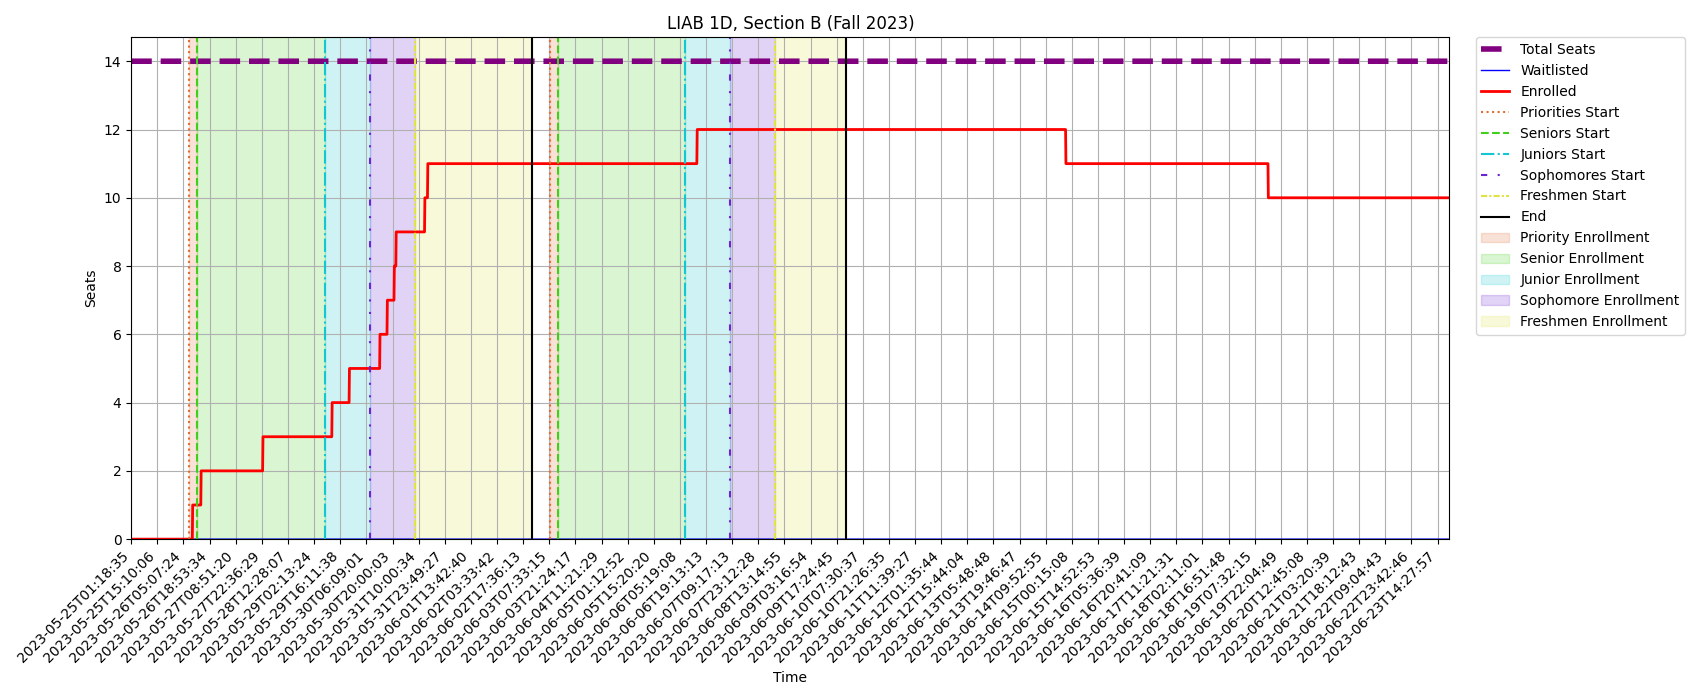 LIAB 1D, Section B (Fall 2023)
Seats
14
12
10
8
6
4
2
0
2023-05-25T01:18:35
2023-05-25T15:10:06
2023-05-26T05:07:24
2023-05-26T18:53:34
2023-05-27T08:51:20
2023-05-27T22:36:29
2023-05-28T12:28:07
2023-05-29T02:13:24
2023-05-29T16:11:38
2023-05-30T06:09:01
2023-05-30T20:00:03
2023-05-31T10:00:34
2023-05-31T23:49:27
2023-06-01T13:42:40
2023-06-02T03:33:42
2023-06-02T17:36:13
2023-06-03T07:33:15
2023-06-03T21:24:17
2023-06-04T11:21:29
2023-06-05T01:12:52
2023-06-05T15:20:20
2023-06-06T05:19:08
2023-06-06T19:13:13
2023-06-07T09:17:13
2023-06-07T23:12:28
2023-06-08T13:14:55
2023-06-09T03:16:54
2023-06-09T17:24:45
2023-06-10T07:30:37
2023-06-10T21:26:35
2023-06-11T11:39:27
2023-06-12T01:35:44
2023-06-12T15:44:04
2023-06-13T05:48:48
2023-06-13T19:46:47
2023-06-14T09:52:55
2023-06-15T00:15:08
2023-06-15T14:52:53
2023-06-16T05:36:39
2023-06-16T20:41:09
2023-06-17T11:21:31
2023-06-18T02:11:01
2023-06-18T16:51:48
2023-06-19T07:32:15
2023-06-19T22:04:49
2023-06-20T12:45:08
2023-06-21T03:20:39
2023-06-21T18:12:43
2023-06-22T09:04:43
2023-06-22T23:42:46
2023-06-23T14:27:57
Time
Total Seats
Waitlisted
Enrolled
Priorities Start
Seniors Start
Juniors Start
Sophomores Start
Freshmen Start
End
Priority Enrollment
Senior Enrollment
Junior Enrollment
Sophomore Enrollment
Freshmen Enrollment